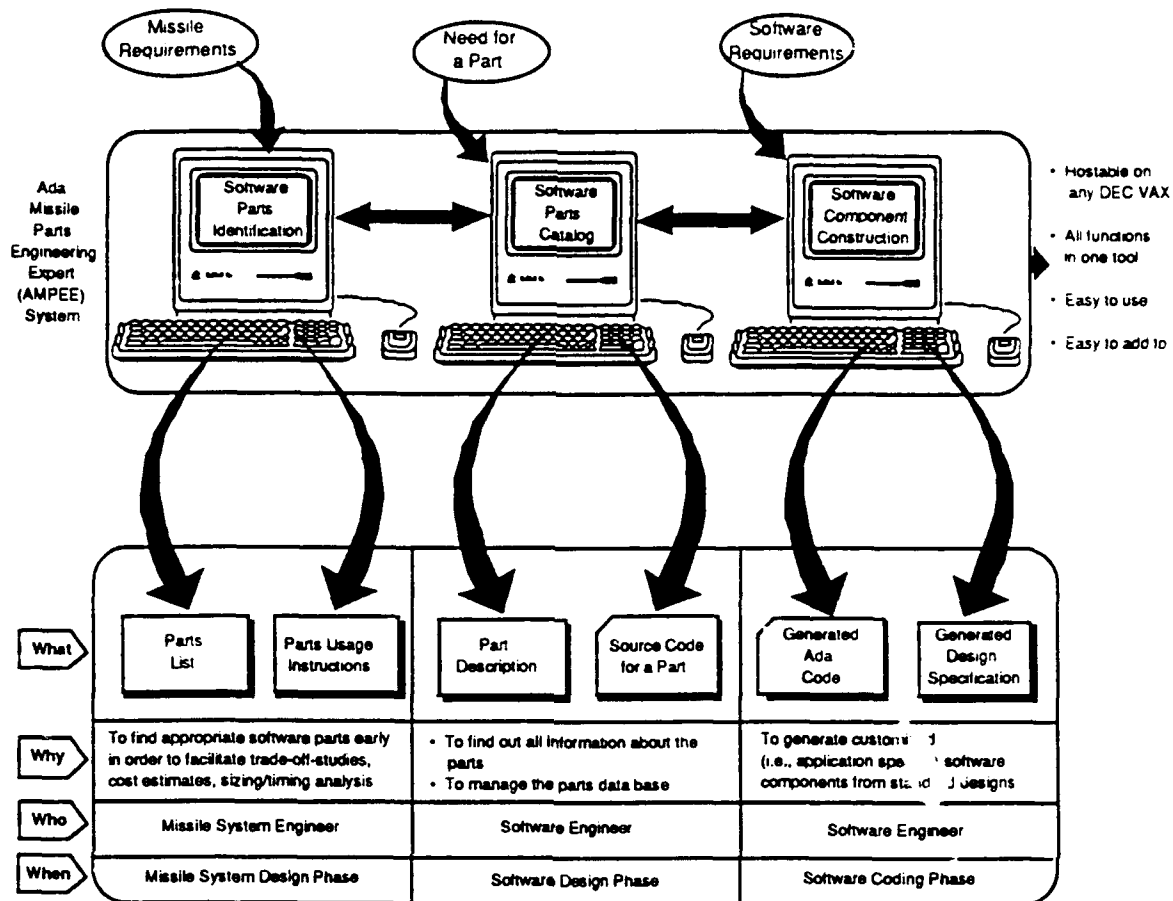 Missile
Requirements
Need for
a Part
Software
Requirements
Ada
Missile
Parts
Engineering
Expert
(AMPEE)
System
Software
Parts
Identification
Software
Parts
Catalog
Software
Component
Construction
• Hostable on
any DEC VAX
• All functions
in one tool
• Easy to use
• Easy to add to
What
Parts
List
Parts Usage
Instructions
Part
Description
Source Code
for a Part
Generated
Ada
Code
Generated
Design
Specification
Why
To find appropriate software parts early
in order to facilitate trade-off-studies,
cost estimates, sizing/timing analysis
• To find out all information about the
parts
• To manage the parts data base
To generate
(i.e., application software
components from designs
Who
Missile System Engineer
Software Engineer
Software Engineer
When
Missile System Design Phase
Software Design Phase
Software Coding Phase